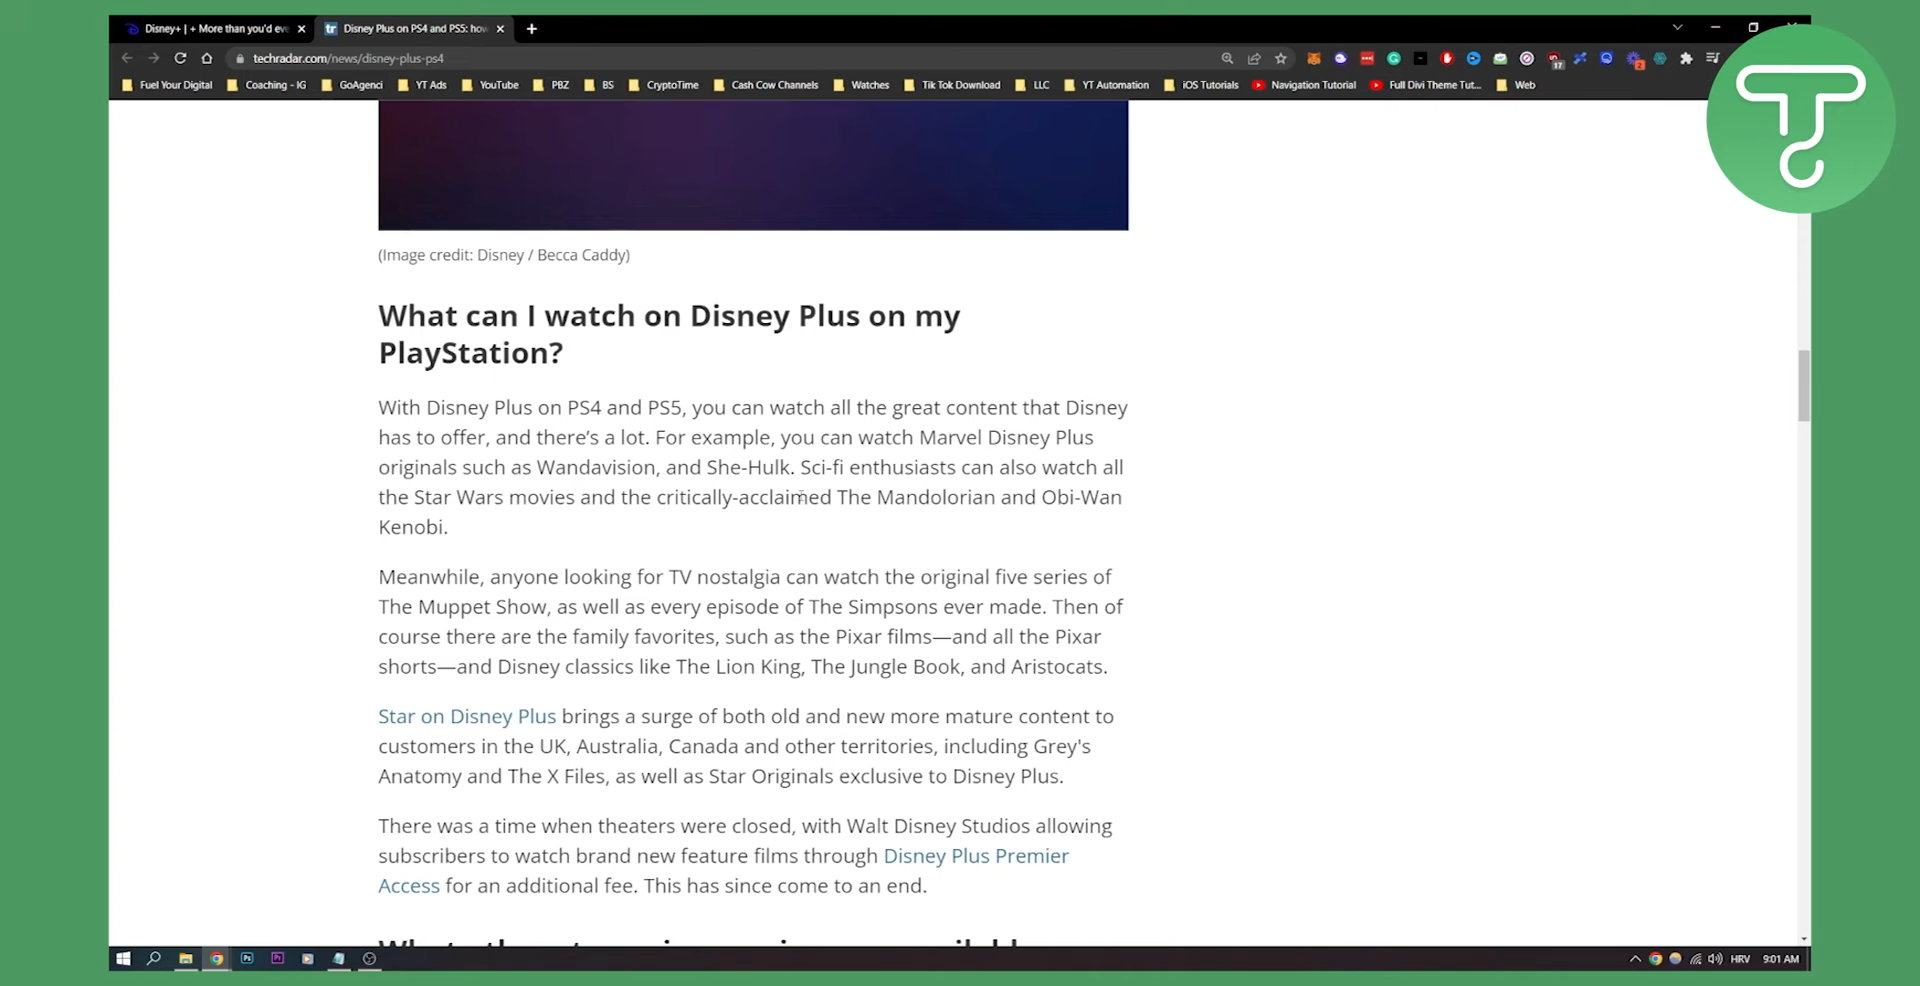 Disney+ | + More than you'd eve
Disney Plus on PS4 and PS5: how
techradar.com/news/disney-plus-ps4
Fuel Your Digital
Coaching - IG
GoAgenci
YT Ads
YouTube
PBZ
BS
CryptoTime
Cash Cow Channels
Watches
Tik Tok Download
LLC
YT Automation
iOS Tutorials
Navigation Tutorial
Full Divi Theme Tut...
Web
(Image credit: Disney / Becca Caddy)
What can I watch on Disney Plus on my
PlayStation?
With Disney Plus on PS4 and PS5, you can watch all the great content that Disney
has to offer, and there's a lot. For example, you can watch Marvel Disney Plus
originals such as Wandavision, and She-Hulk. Sci-fi enthusiasts can also watch all
the Star Wars movies and the critically-acclaimed The Mandolorian and Obi-Wan
Kenobi.
Meanwhile, anyone looking for TV nostalgia can watch the original five series of
The Muppet Show, as well as every episode of The Simpsons ever made. Then of
course there are the family favorites, such as the Pixar films—and all the Pixar
shorts—and Disney classics like The Lion King, The Jungle Book, and Aristocats.
Star on Disney Plus brings a surge of both old and new more mature content to
customers in the UK, Australia, Canada and other territories, including Grey's
Anatomy and The X Files, as well as Star Originals exclusive to Disney Plus.
There was a time when theaters were closed, with Walt Disney Studios allowing
subscribers to watch brand new feature films through Disney Plus Premier
Access for an additional fee. This has since come to an end.
HRV
9:01 AM